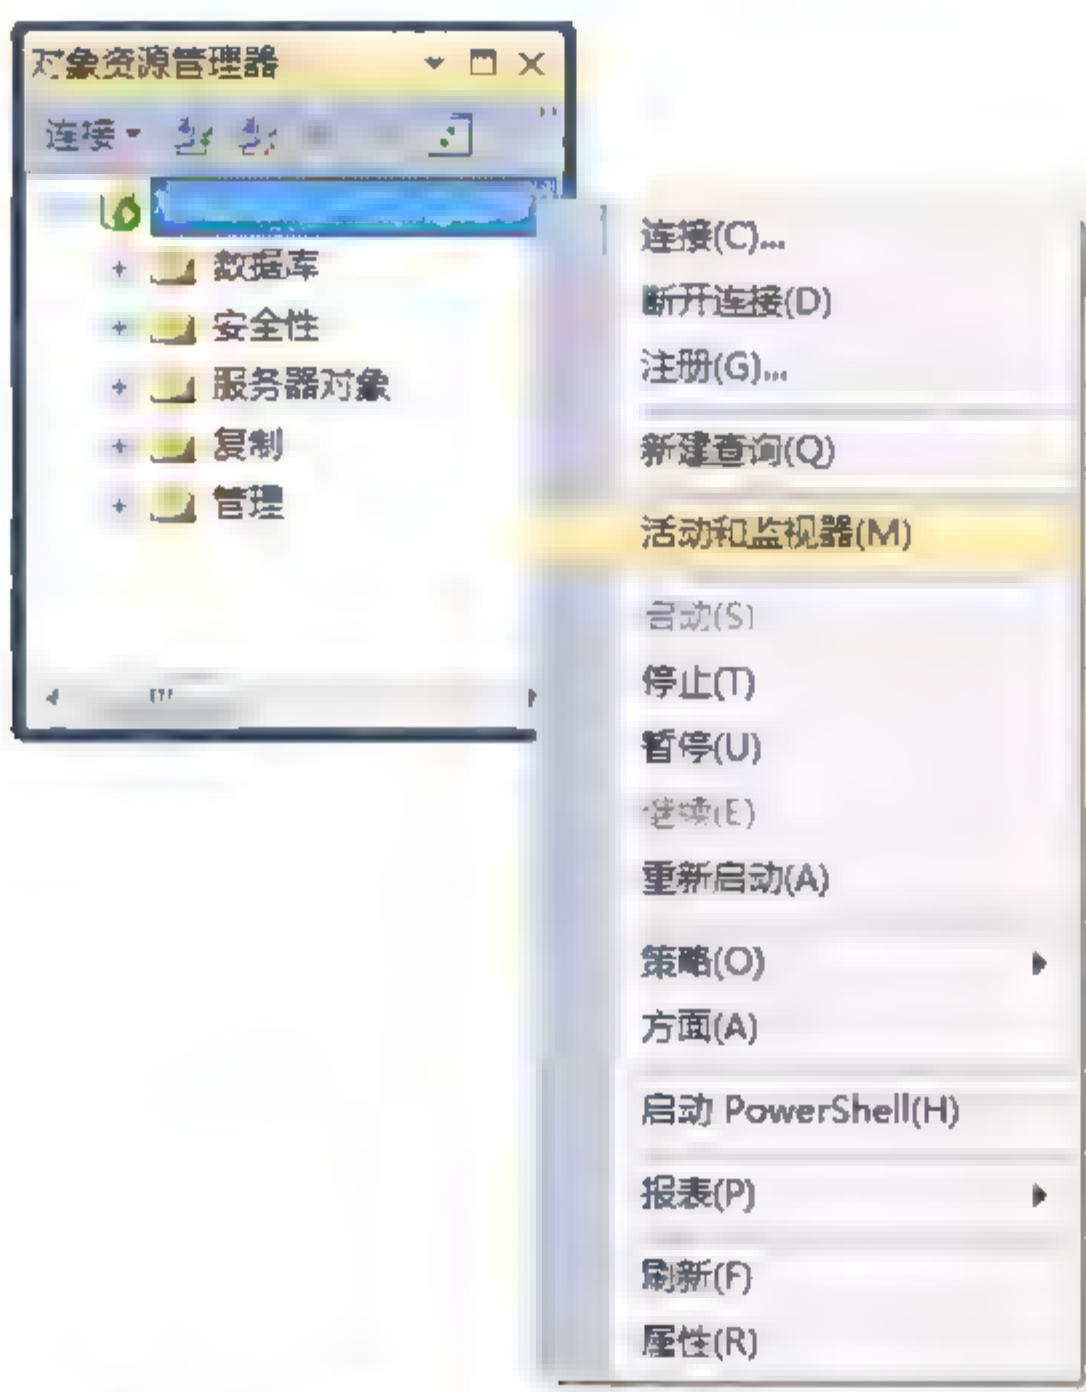 对象资源管理器
连接
数据库
安全性
服务器对象
复制
管理
连接(C)...
断开连接(D)
注册(G)...
新建查询(Q)
活动和监视器(M)
启动(S)
停止(T)
暂停(U)
继续(E)
重新启动(A)
策略(O)
方面(A)
启动 PowerShell(H)
报表(P)
刷新(F)
属性(R)